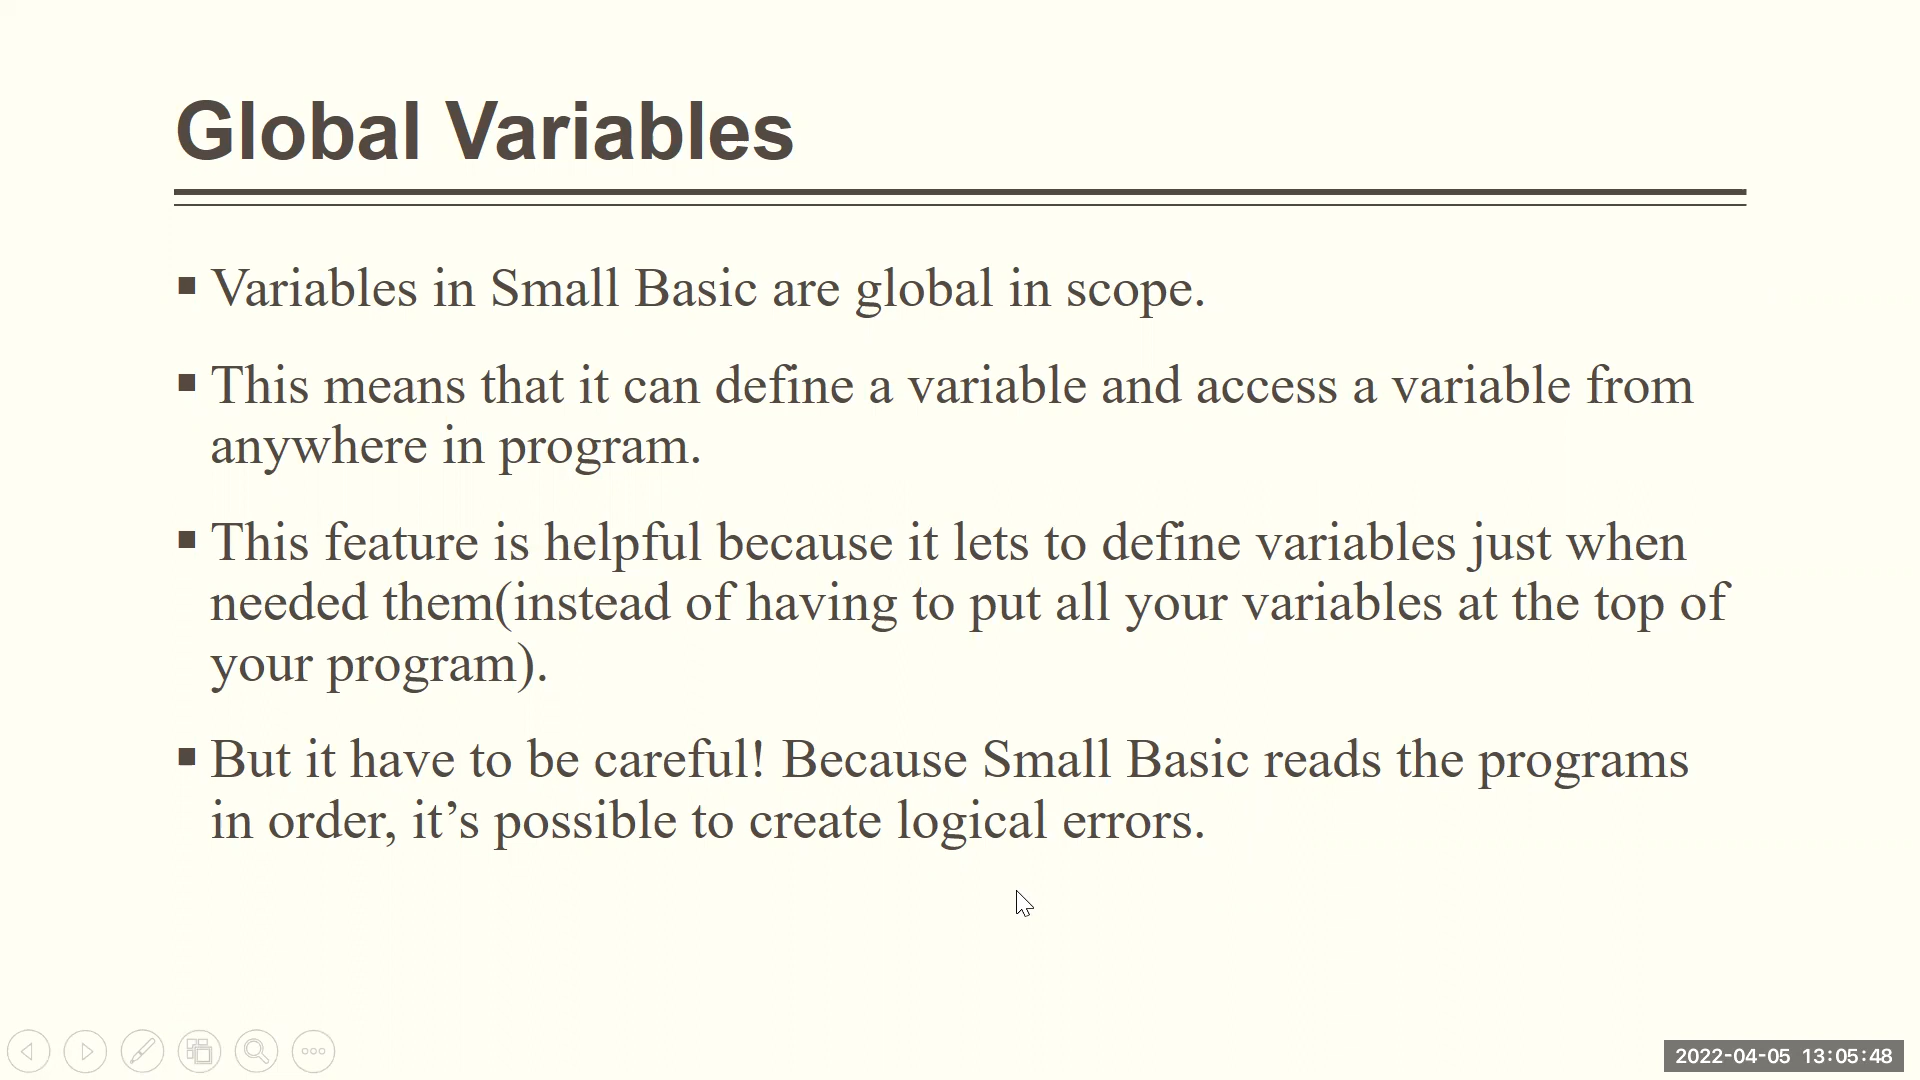 Global Variables
Variables in Small Basic are global in scope.
This means that it can define a variable and access a variable from
anywhere in program.
This feature is helpful because it lets to define variables just when
needed them(instead of having to put all your variables at the top of
your program).
But it have to be careful! Because Small Basic reads the programs
in order, it’s possible to create logical errors.
2022-04-05 13:05:48